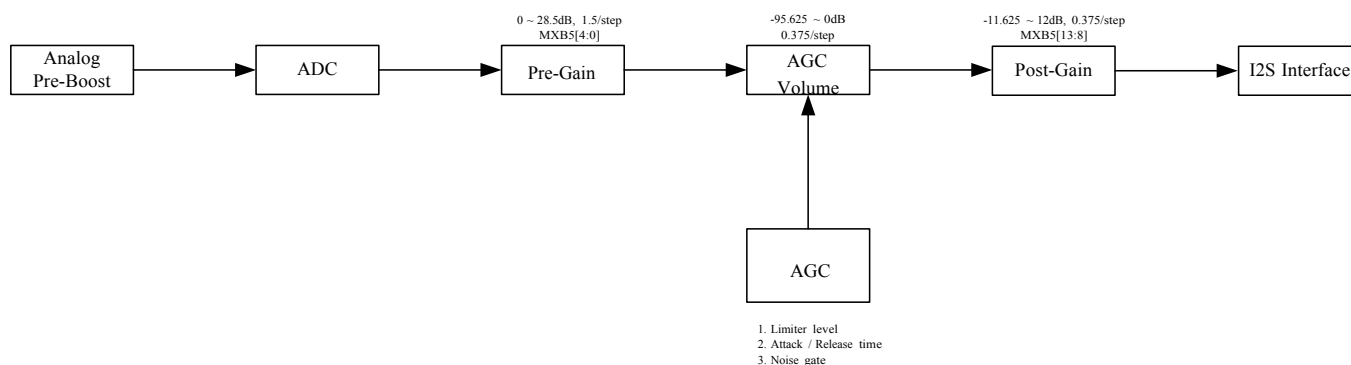 0 ~ 28.5dB, 1.5/step
MXB5[4:0]
-95.625 ~ 0dB
0.375/step
-11.625 ~ 12dB, 0.375/step
MXB5[13:8]
Analog
Pre-Boost
ADC
Pre-Gain
AGC
Volume
Post-Gain
I2S Interface
AGC
1. Limiter level
2. Attack / Release time
3. Noise gate